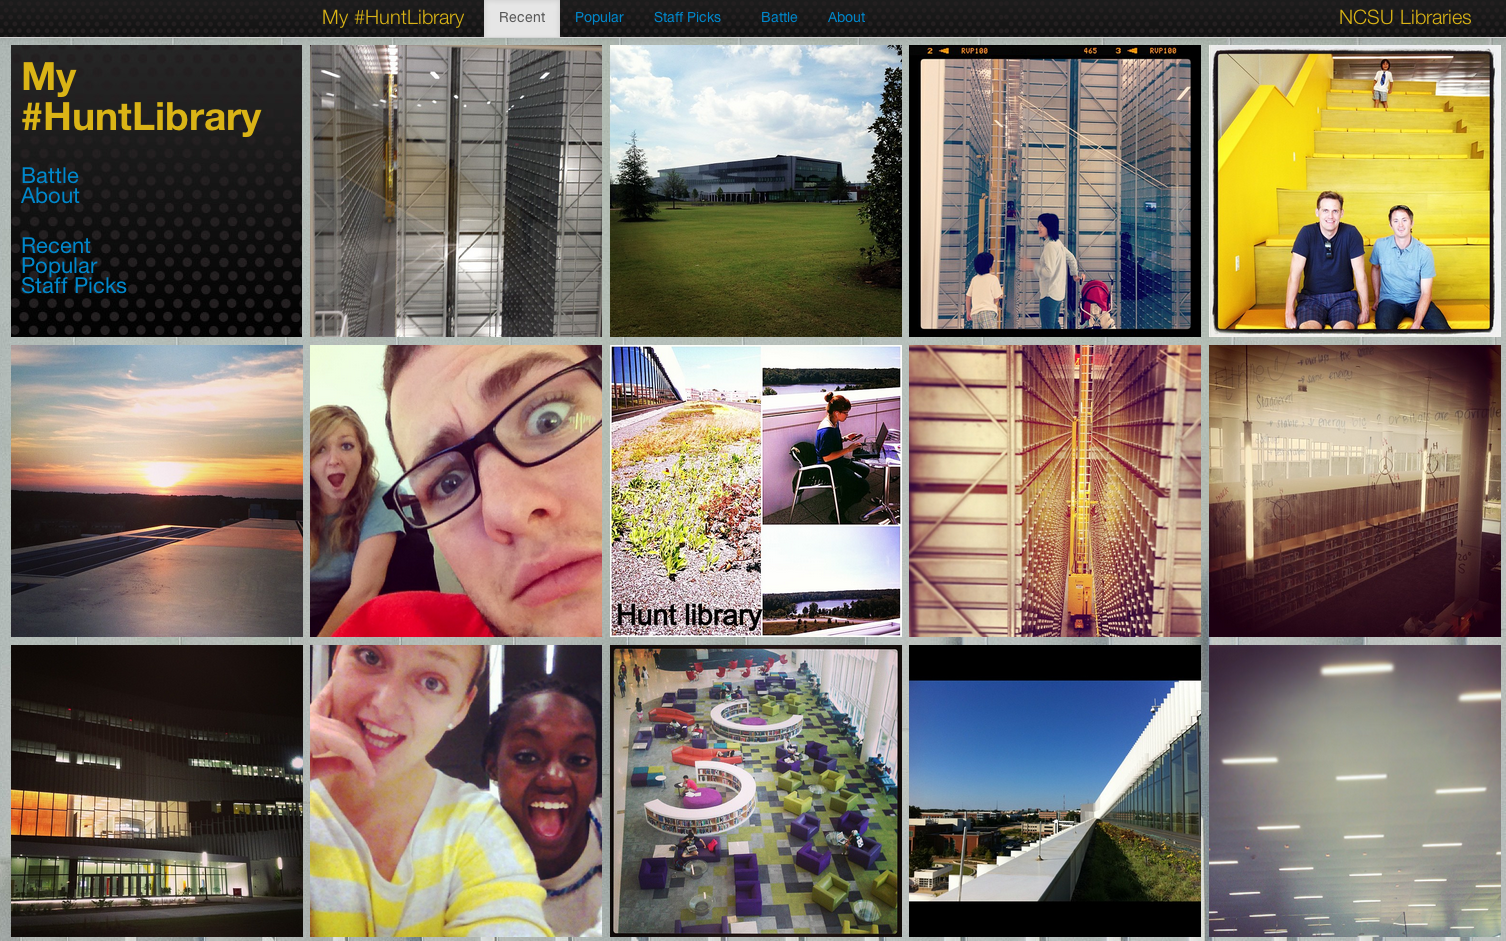 My #HuntLibrary Recent Popular Staff Picks Battle About NCSU Libraries
My
#HuntLibrary
Battle
About
Recent
Popular
Staff Picks
2 RVP100 465 3 RVP100
Hunt library